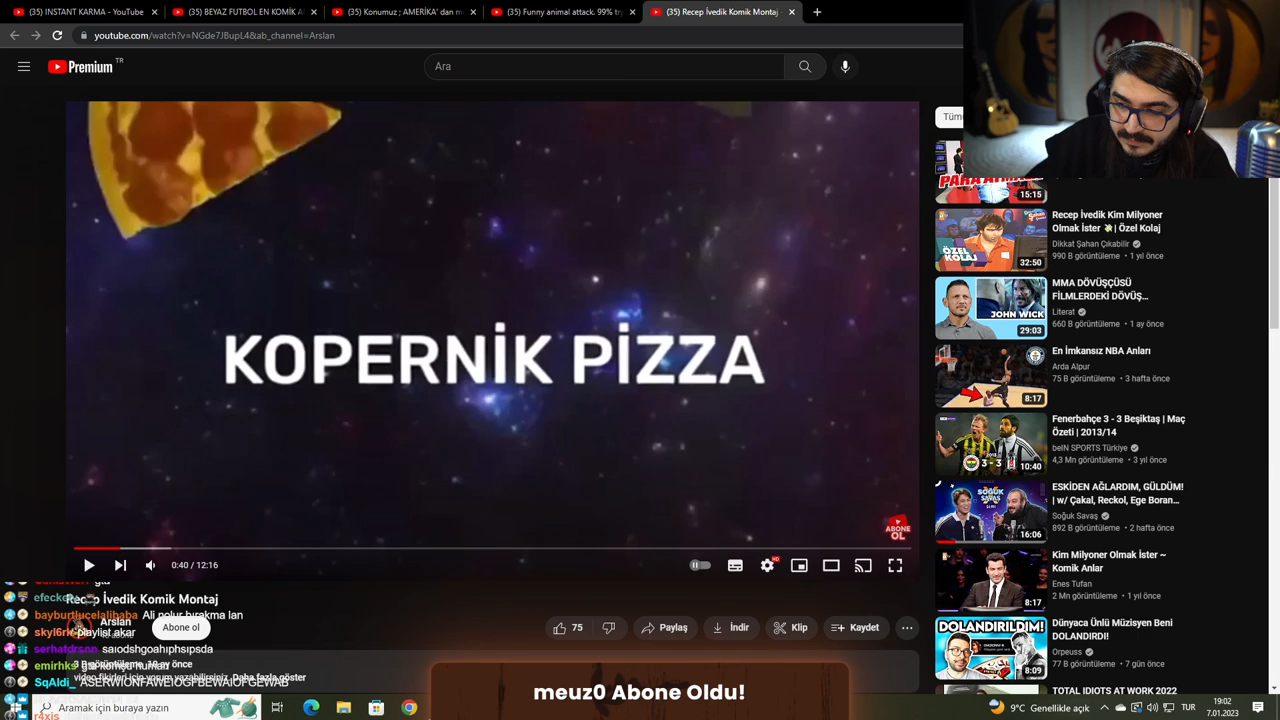 (35) INSTANT KARMA - YouTube
(35) BEYAZ FUTBOL EN KOMİK A
(35) Konumuz ; AMERİKA' dan m
(35) Funny animal attack. 99% try
(35) Recep İvedik Komik Montaj
youtube.com/watch?v=NGde7JBupL4&ab_channel=Arslan
Premium TR
Ara
Tümü
KOPERNİK PİZZA
ABONE OL
0:40 / 12:16
PARA
15:15
Recep İvedik Kim Milyoner
Olmak İster 💸| Özel Kolaj
Dikkat Şahan Çıkabilir
990 B görüntüleme • 1 yıl önce
ÖZEL
KOLAJ
32:50
MMA DÖVÜŞÇÜSÜ
FİLMLERDEKİ DÖVÜŞ...
Literat
660 B görüntüleme • 1 ay önce
JOHN WICK
29:03
En İmkansız NBA Anları
Arda Alpur
75 B görüntüleme • 3 hafta önce
8:17
Fenerbahçe 3 - 3 Beşiktaş | Maç
Özeti | 2013/14
beIN SPORTS Türkiye
4,3 Mn görüntüleme • 3 yıl önce
3 - 3
10:40
ESKİDEN AĞLARDIM, GÜLDÜM!
| w/ Çakal, Reckol, Ege Boran...
Soğuk Savaş
892 B görüntüleme • 2 hafta önce
SOĞUK
SAVAŞ
16:06
Kim Milyoner Olmak İster ~
Komik Anlar
Enes Tufan
2 Mn görüntüleme • 1 yıl önce
8:17
Dünyaca Ünlü Müzisyen Beni
DOLANDIRDI!
Orpeuss
77 B görüntüleme • 7 gün önce
DOLANDIRILDIM!
8:09
TOTAL IDIOTS AT WORK 2022
Recep İvedik Komik Montaj
Arslan
Abone ol
75
Paylaş
İndir
Klip
Kaydet
bayburtlucelalibaba Ali nolur bırakma lan
playlist akar
serhatdrsnn saıodshgoahıphsıpsda
emirhks
SqAldi_
r4xis
meuz0 Abone Oldu!
Aramak için buraya yazın
9°C Genellikle açık
TUR
19:02
7.01.2023